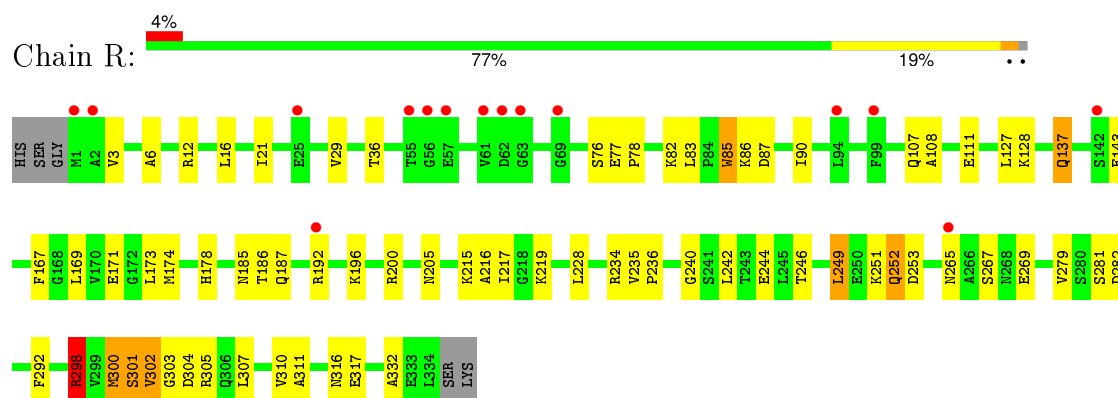 4%
Chain R:
77% 19% • •
HIS SER GLY M1 A2 V3 A6 R12 L16 I21 E25 V29 T36 T55 G56 E57 V61 D62 G63 G69 S76 E77 P78 K82 L83 P84 W85 K86 D87 I90 L94 F99 Q107 A108 E111 L127 K128 Q137 S142
F167 G168 L169 V170 E171 G172 L173 M174 H178 N185 T186 Q187 R192 K196 R200 N205 K215 A216 I217 G218 K219 L228 R234 V235 P236 G240 S241 L242 T243 E244 L245 T246 L249 E250 K251 Q252 D253 N265 A266 S267 N268 E269 V279 S280 S281
F292 R298 V299 M300 S301 V302 G303 D304 R305 Q306 L307 V310 A311 N316 E317 A332 E333 L334 SER LYS